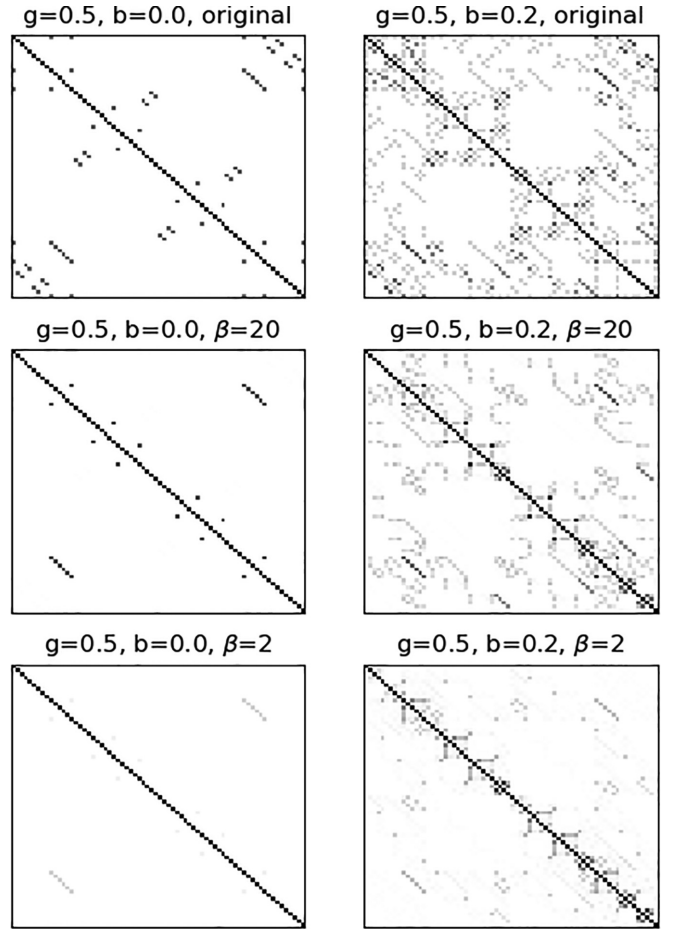 g=0.5, b=0.0, original
g=0.5, b=0.2, original
g=0.5, b=0.0, β=20
g=0.5, b=0.2, β=20
g=0.5, b=0.0, β=2
g=0.5, b=0.2, β=2